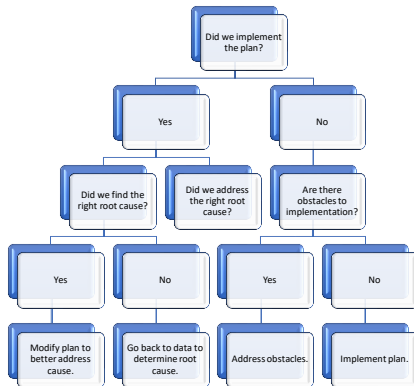 Did we implement
the plan?
Yes
No
Did we find the
right root cause?
Did we address
the right root
cause?
Are there
obstacles to
implementation?
Yes
No
Yes
No
Modify plan to
better address
cause.
Go back to data to
determine root
cause.
Address obstacles.
Implement plan.